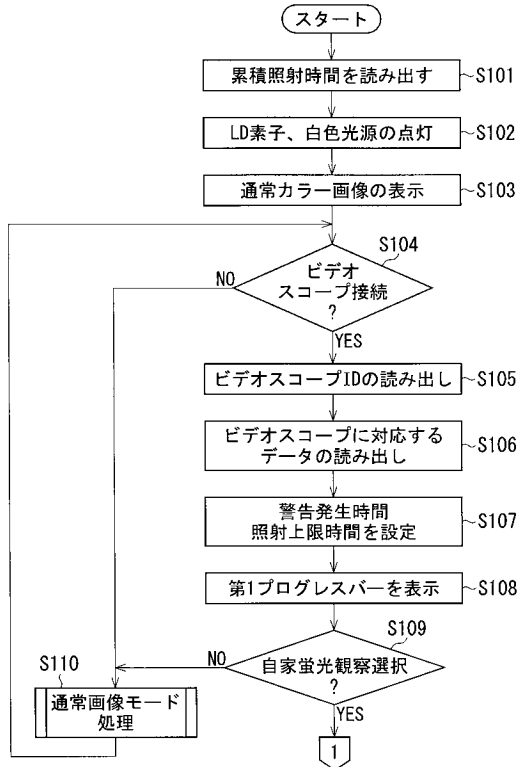 スタート
累積照射時間を読み出す
S101
LD素子、白色光源の点灯
S102
通常カラー画像の表示
S103
S104
ビデオ
スコープ接続
?
NO
YES
ビデオスコープIDの読み出し
S105
ビデオスコープに対応する
データの読み出し
S106
警告発生時間
照射上限時間を設定
S107
第1プログレスバーを表示
S108
S109
自家蛍光観察選択
?
NO
YES
S110
通常画像モード
処理
1